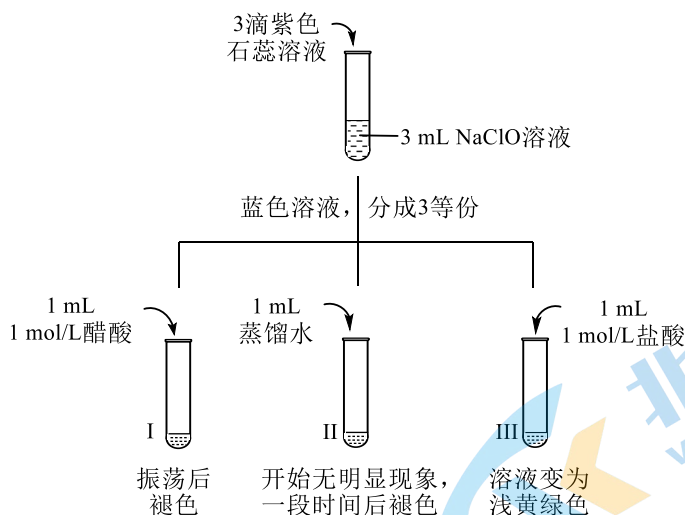 3滴紫色
石蕊溶液
3 mL NaClO溶液
蓝色溶液，分成3等份
1 mL
1 mol/L醋酸
1 mL
蒸馏水
1 mL
1 mol/L盐酸
I
II
III
振荡后
褪色
开始无明显现象，
一段时间后褪色
溶液变为
浅黄绿色